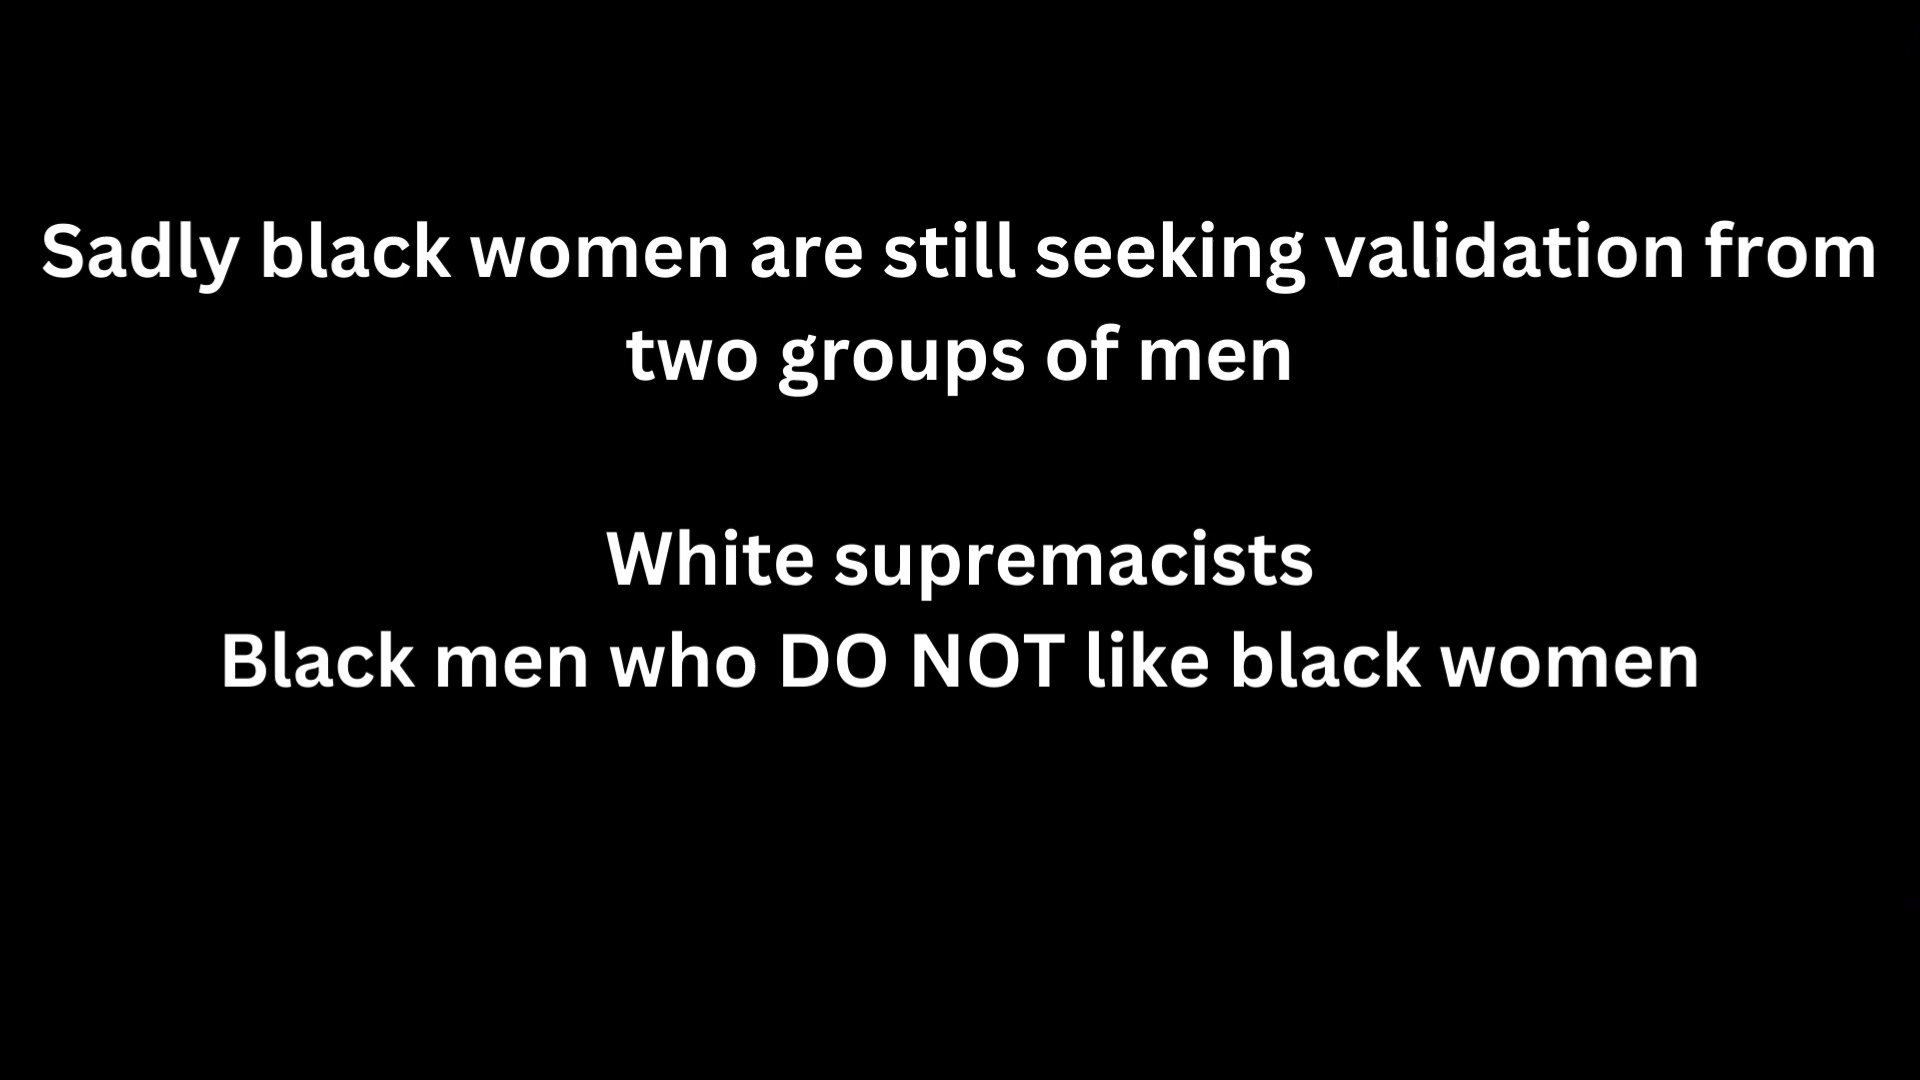 Sadly black women are still seeking validation from
two groups of men
White supremacists
Black men who DO NOT like black women